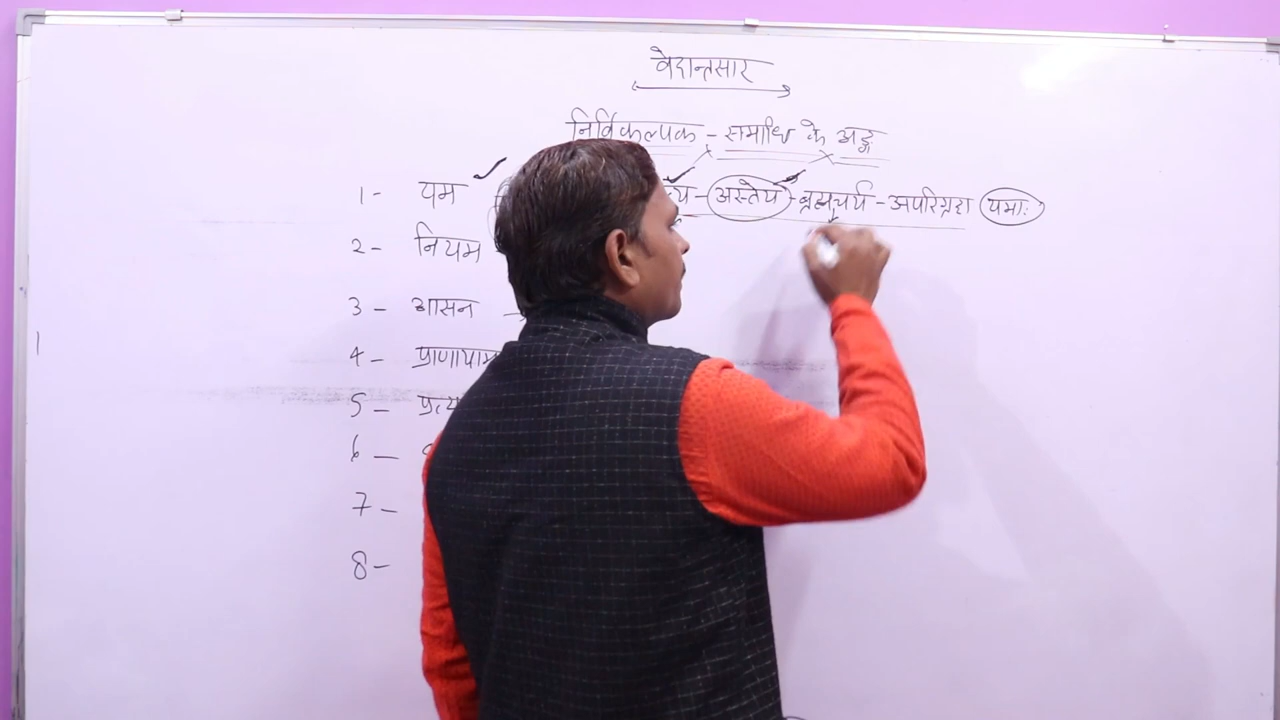 वेदान्तसार
निर्विकल्पक - समाधि के अङ्ग
1- यम - अस्तेय - ब्रह्मचर्य - अपरिग्रहा यमाः
2- नियम
3- आसन
4- प्राणायाम
5-
6-
7-
8-